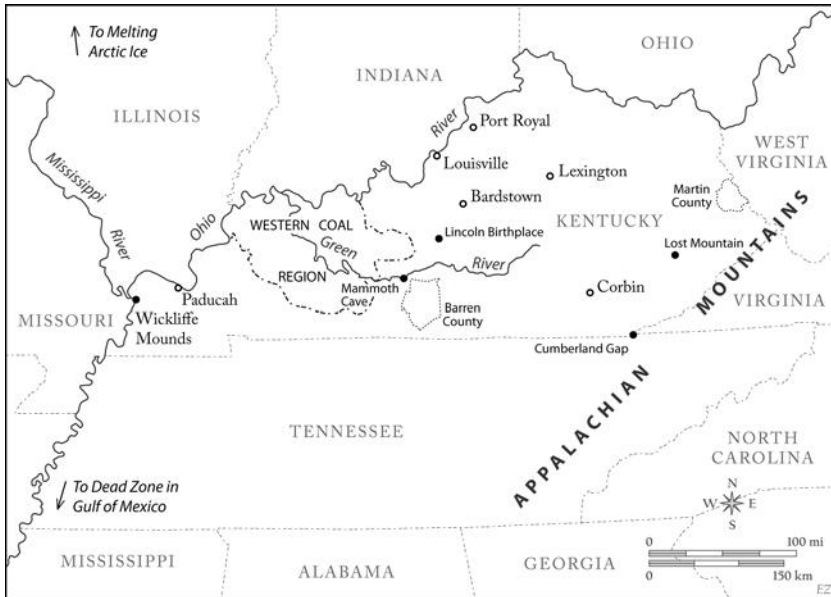 To Melting
Arctic Ice
OHIO
INDIANA
ILLINOIS
River
Port Royal
WEST
VIRGINIA
Louisville
Lexington
Mississippi
Martin
County
Bardstown
Ohio
WESTERN COAL
KENTUCKY
Green
Lincoln Birthplace
River
Lost Mountain
REGION
River
MOUNTAINS
Mammoth
Cave
Paducah
Corbin
VIRGINIA
MISSOURI
Wickliffe
Mounds
Barren
County
Cumberland Gap
APPALACHIAN
TENNESSEE
NORTH
CAROLINA
To Dead Zone in
Gulf of Mexico
N
W E
S
MISSISSIPPI
ALABAMA
GEORGIA
0 100 mi
0 150 km
EZ